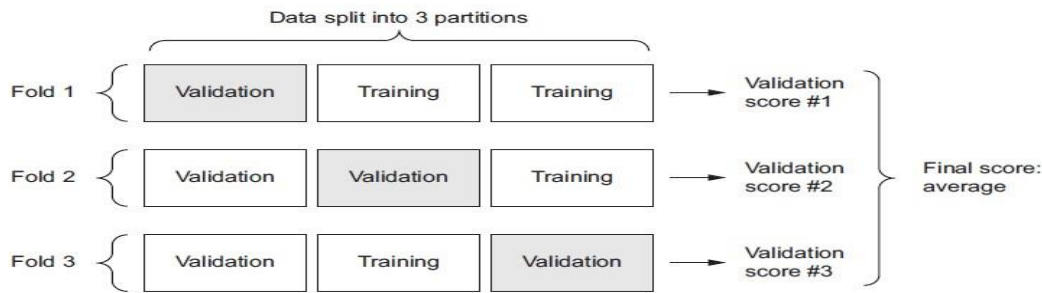 Data split into 3 partitions
Fold 1
Validation
Training
Training
Validation
score #1
Fold 2
Validation
Validation
Training
Validation
score #2
Final score:
average
Fold 3
Validation
Training
Validation
Validation
score #3